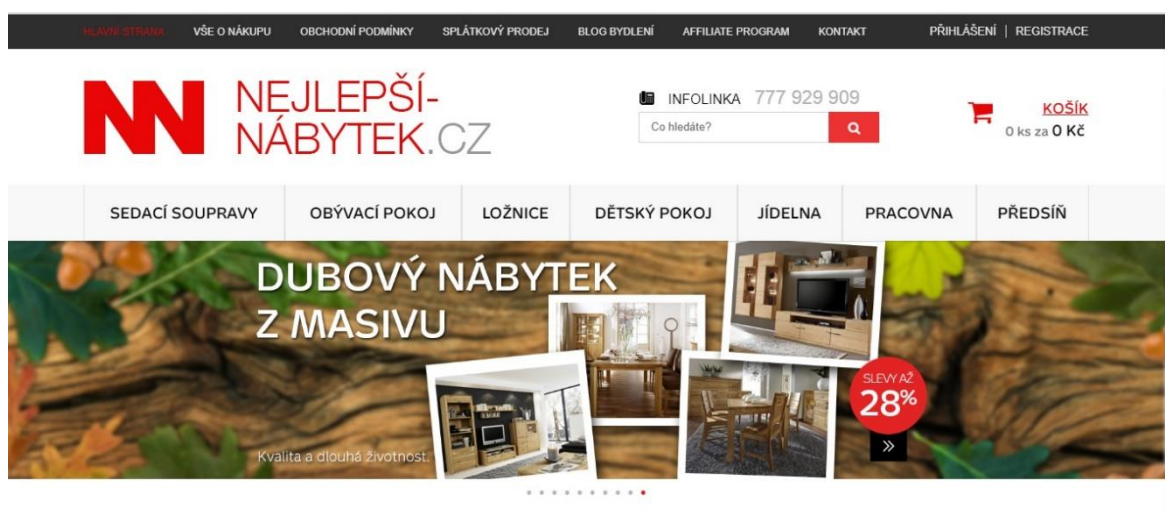 HLAVNÍ STRANA VŠE O NÁKUPU OBCHODNÍ PODMÍNKY SPLÁTKOVÝ PRODEJ BLOG BYDLENÍ AFFILIATE PROGRAM KONTAKT PŘIHLÁŠENÍ | REGISTRACE
NN NEJLEPŠÍ-
NÁBYTEK.CZ
INFOLINKA 777 929 909
Co hledáte?
KOŠÍK
0 ks za 0 Kč
SEDACÍ SOUPRAVY OBÝVACÍ POKOJ LOŽNICE DĚTSKÝ POKOJ JÍDELNA PRACOVNA PŘEDSÍŇ
DUBOVÝ NÁBYTEK
Z MASIVU
SLEVY AŽ
28%
Kvalita a dlouhá životnost.